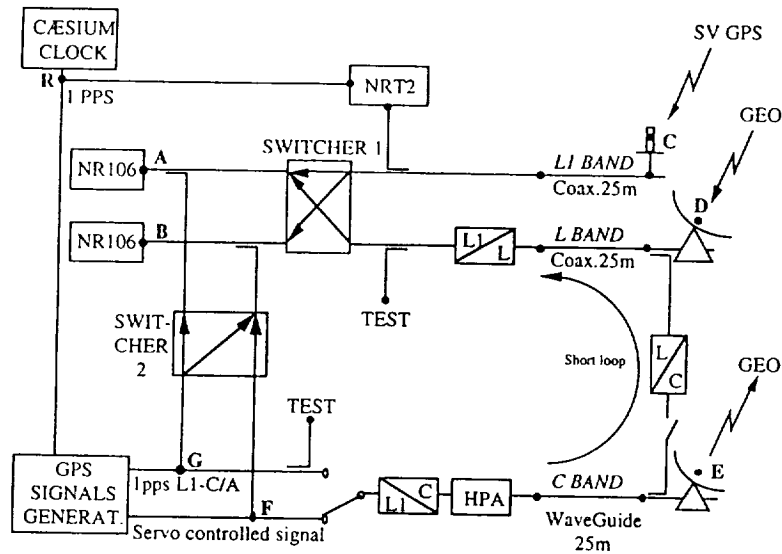 CÆSIUM
CLOCK
SV GPS
R
1 PPS
NRT2
GEO
SWITCHER 1
C
A
NR106
L1 BAND
Coax.25m
D
B
NR106
L1
L
L BAND
Coax.25m
TEST
SWIT-
CHER
2
Short loop
L
C
GEO
TEST
G
1pps L1-C/A
GPS
SIGNALS
GENERAT.
F
Servo controlled signal
C
L1
HPA
C BAND
WaveGuide
25m
E